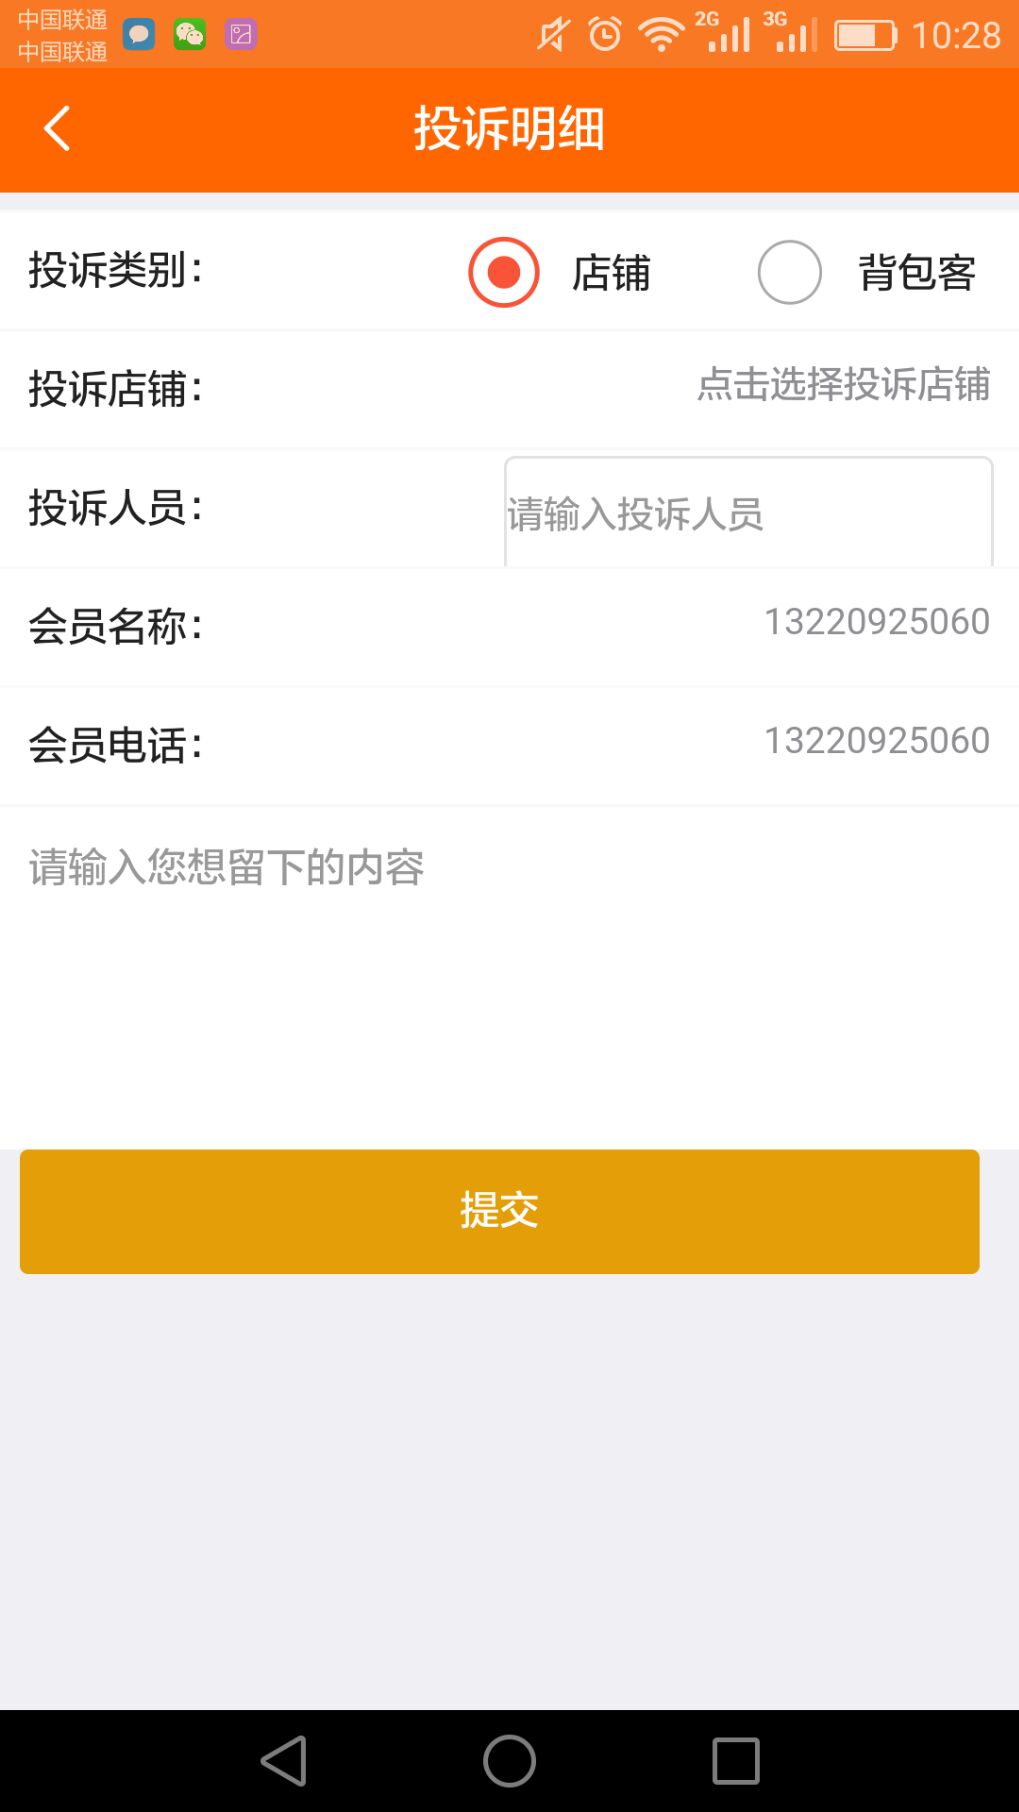 中国联通
中国联通
2G 3G 10:28
投诉明细
投诉类别： 店铺 背包客
投诉店铺： 点击选择投诉店铺
投诉人员： 请输入投诉人员
会员名称： 13220925060
会员电话： 13220925060
请输入您想留下的内容
提交